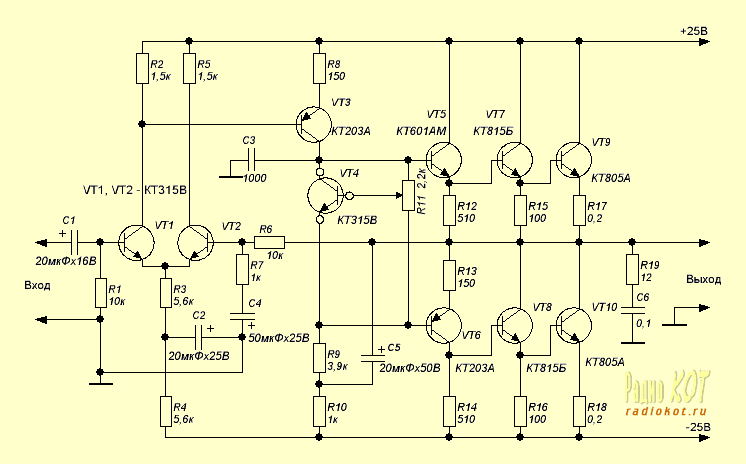 +25В
R2
1,5к
R5
1,5к
R8
150
VT3
КТ203А
VT5
КТ601АМ
VT7
КТ815Б
VT9
КТ805А
C3
1000
VT4
КТ315В
R11 2,2к
VT1, VT2 - КТ315В
R12
510
R15
100
R17
0,2
C1
+
20мкФх16В
VT1
VT2
R6
10к
Вход
R1
10к
R3
5,6к
R7
1к
C2
+
20мкФх25В
C4
+
50мкФх25В
R13
150
VT6
КТ203А
VT8
КТ815Б
VT10
КТ805А
R19
12
C6
0,1
Выход
R9
3,9к
+
C5
20мкФх50В
R4
5,6к
R10
1к
R14
510
R16
100
R18
0,2
-25В
Радио КОТ
radiokot.ru